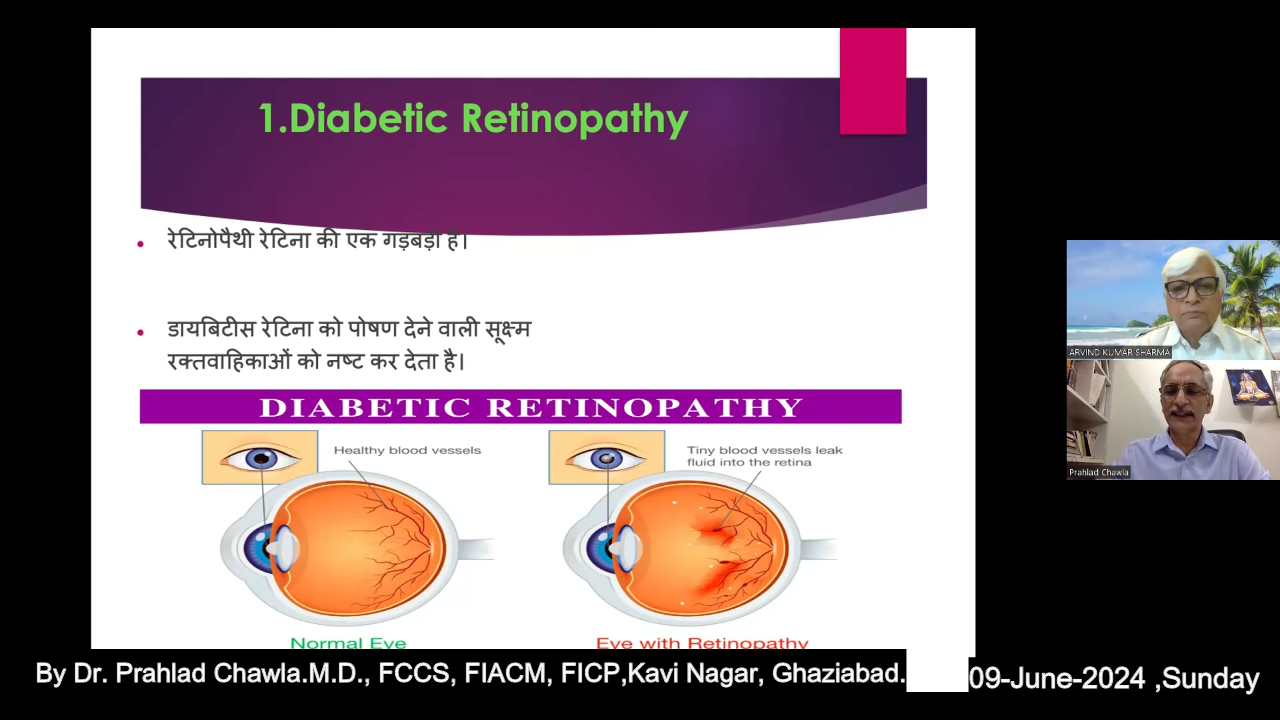 1.Diabetic Retinopathy
रेटिनोपैथी रेटिना की एक गड़बड़ी है।
डायबिटीस रेटिना को पोषण देने वाली सूक्ष्म
रक्तवाहिकाओं को नष्ट कर देता है।
DIABETIC RETINOPATHY
Healthy blood vessels
Tiny blood vessels leak
fluid into the retina
Normal Eye
Eye with Retinopathy
ARVIND KUMAR SHARMA
Prahlad Chawla
By Dr. Prahlad Chawla.M.D., FCCS, FIACM, FICP,Kavi Nagar, Ghaziabad.
09-June-2024 ,Sunday